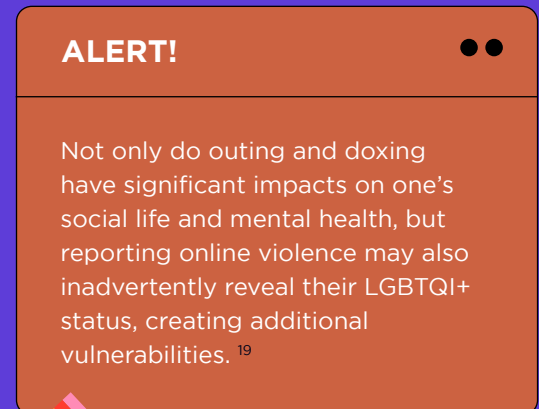 ALERT!
Not only do outing and doxing
have significant impacts on one’s
social life and mental health, but
reporting online violence may also
inadvertently reveal their LGBTQI+
status, creating additional
vulnerabilities. 19